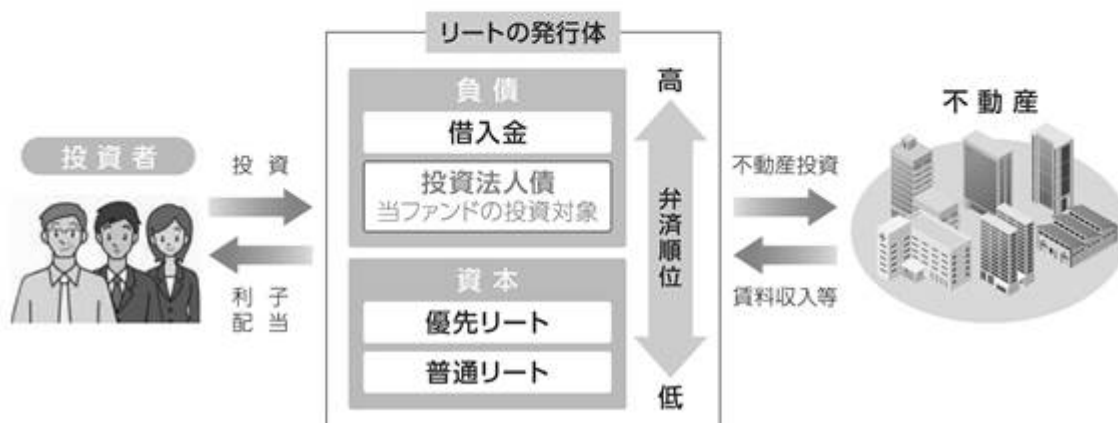 リートの発行体
負債
借入金
投資法人債
当ファンドの投資対象
資本
優先リート
普通リート
高
弁済順位
低
投資者
投資
利子
配当
不動産投資
賃料収入等
不動産